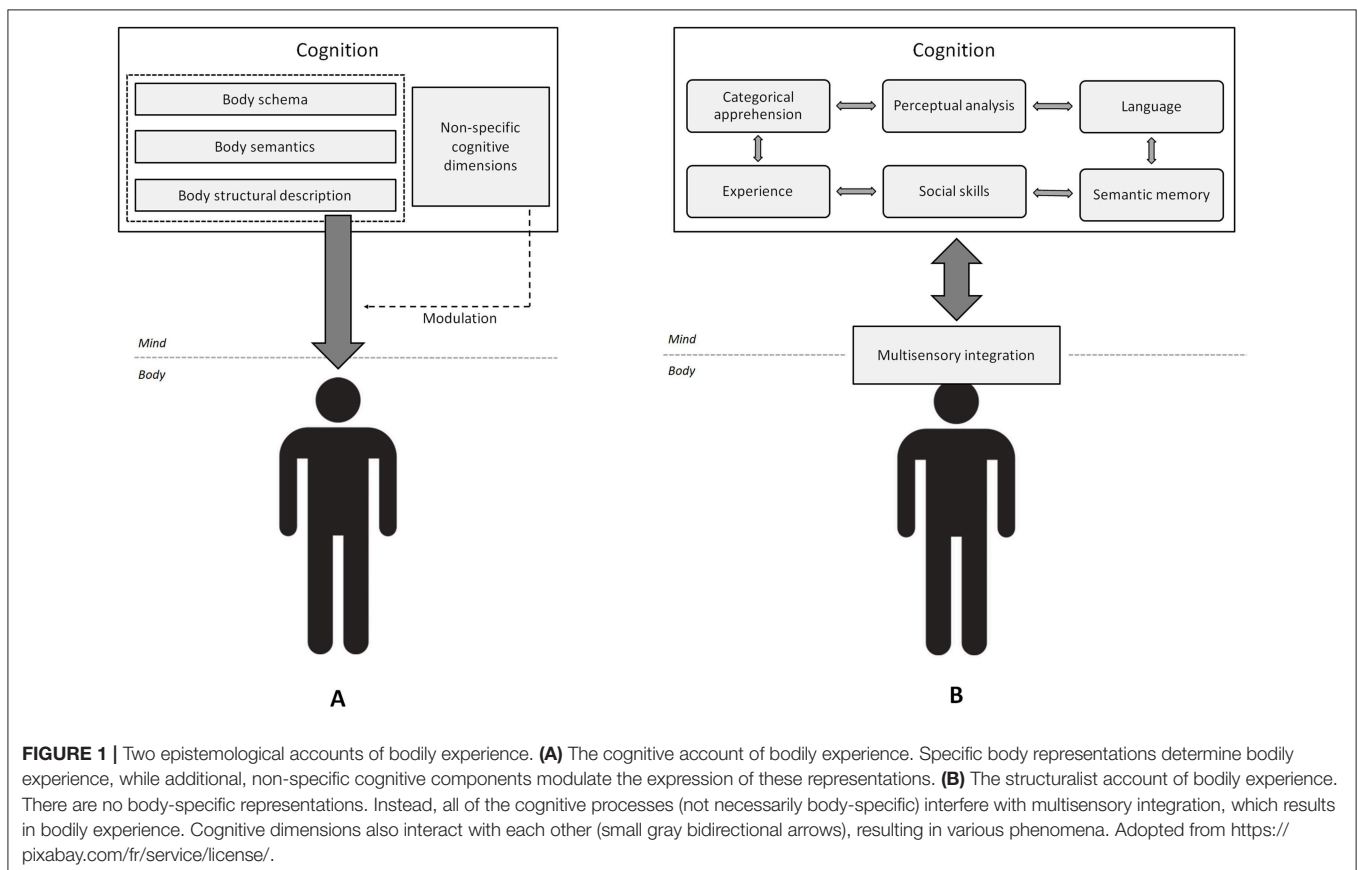 Cognition
Body schema
Body semantics
Body structural description
Non-specific
cognitive
dimensions
Modulation
Mind
Body
A
Cognition
Categorical
apprehension
Perceptual analysis
Language
Experience
Social skills
Semantic memory
Mind
Body
Multisensory integration
B
FIGURE 1 | Two epistemological accounts of bodily experience. (A) The cognitive account of bodily experience. Specific body representations determine bodily
experience, while additional, non-specific cognitive components modulate the expression of these representations. (B) The structuralist account of bodily experience.
There are no body-specific representations. Instead, all of the cognitive processes (not necessarily body-specific) interfere with multisensory integration, which results
in bodily experience. Cognitive dimensions also interact with each other (small gray bidirectional arrows), resulting in various phenomena. Adopted from https://
pixabay.com/fr/service/license/.